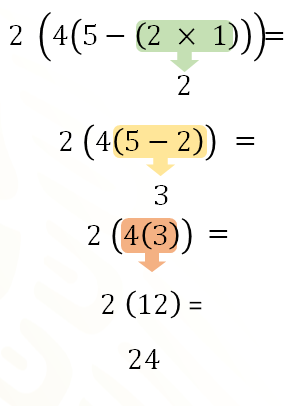 2 (4(5 − (2 × 1))=
2
2 (4(5 − 2)) =
3
2 (4(3)) =
2 (12) =
24